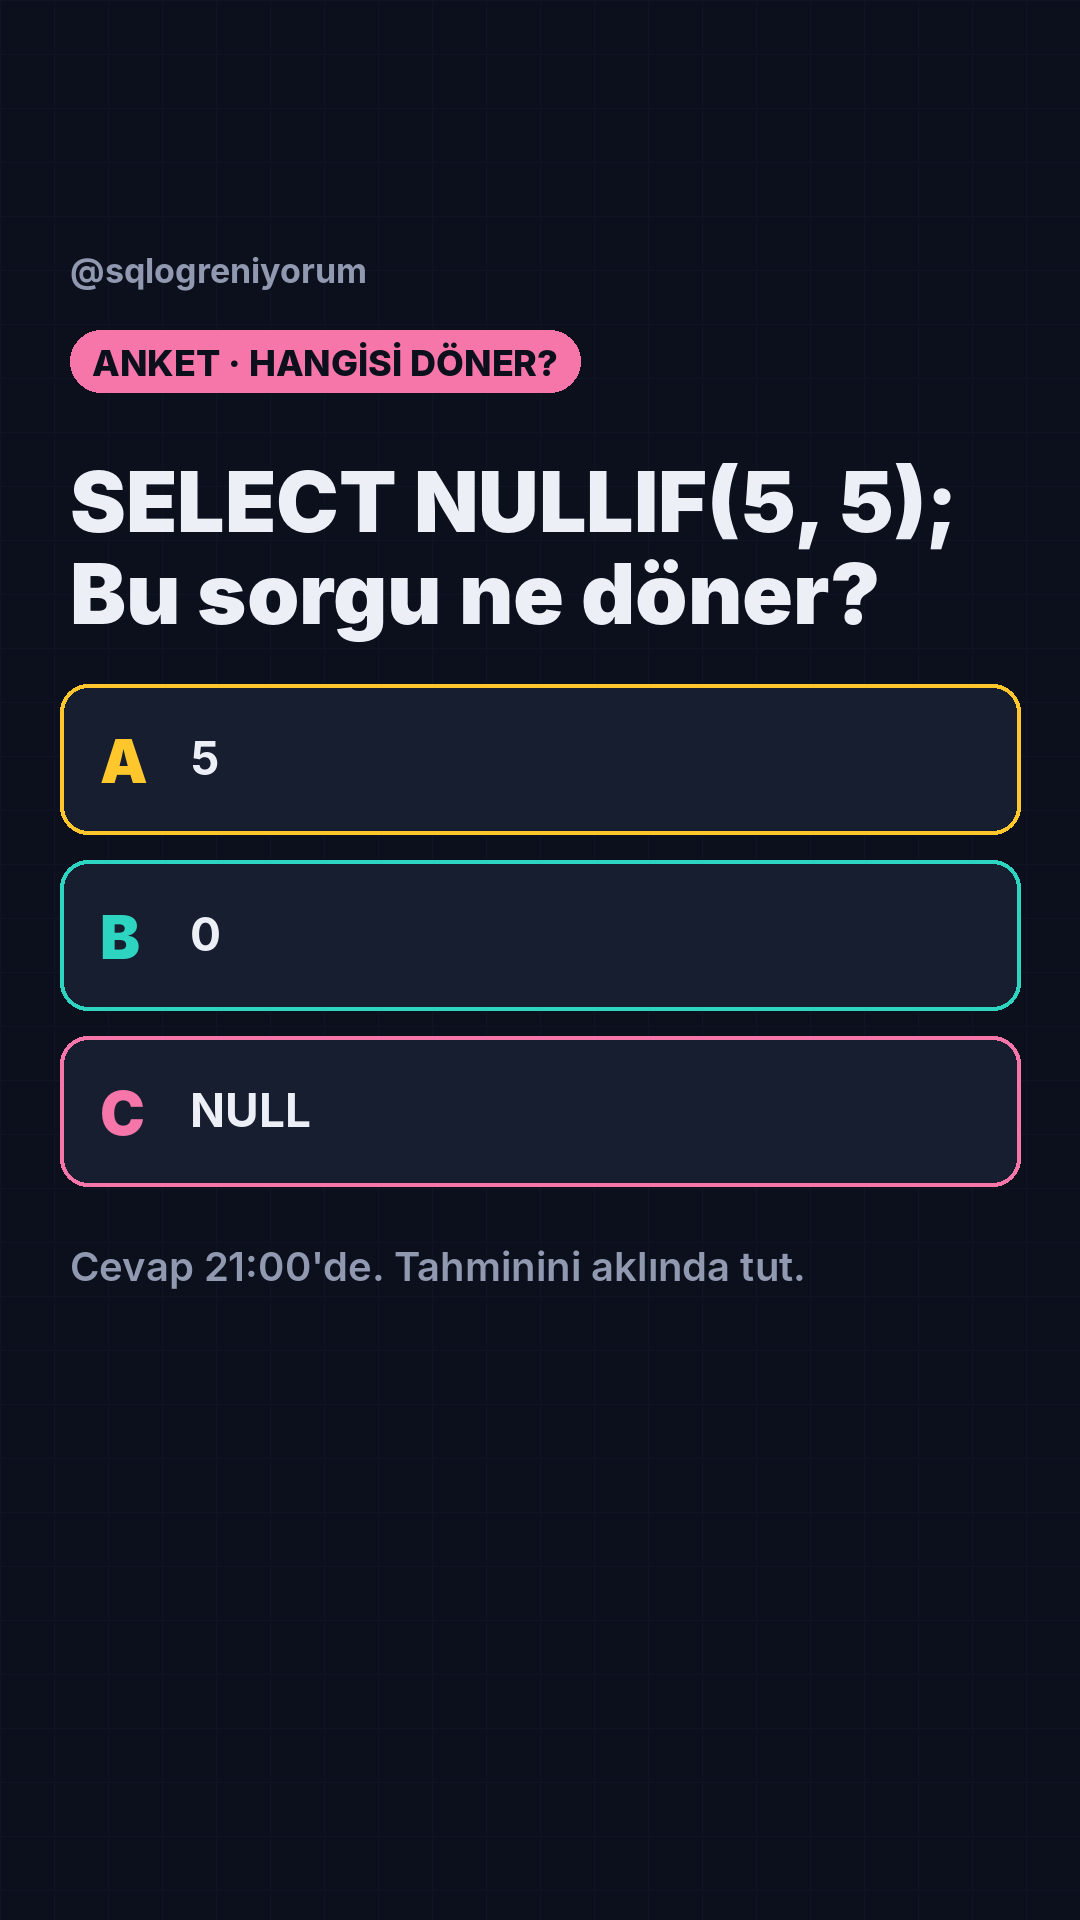 @sqlogreniyorum
ANKET · HANGİSİ DÖNER?
SELECT NULLIF(5, 5);
Bu sorgu ne döner?
A 5
B 0
C NULL
Cevap 21:00'de. Tahminini aklında tut.